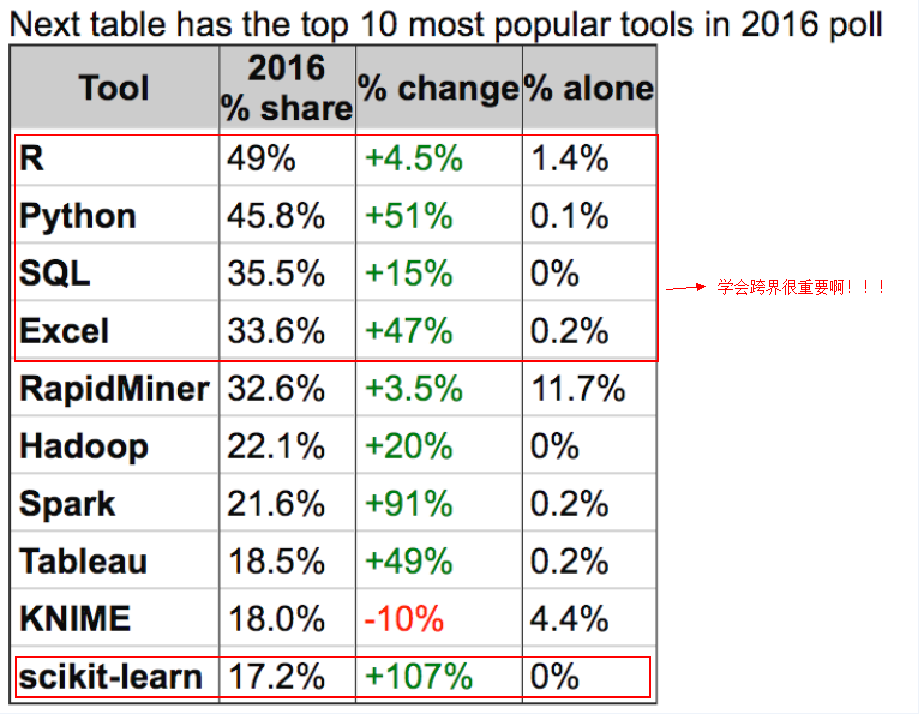 Next table has the top 10 most popular tools in 2016 poll
Tool 2016 % share % change % alone
R 49% +4.5% 1.4%
Python 45.8% +51% 0.1%
SQL 35.5% +15% 0%
Excel 33.6% +47% 0.2%
学会跨界很重要啊！！！
RapidMiner 32.6% +3.5% 11.7%
Hadoop 22.1% +20% 0%
Spark 21.6% +91% 0.2%
Tableau 18.5% +49% 0.2%
KNIME 18.0% -10% 4.4%
scikit-learn 17.2% +107% 0%